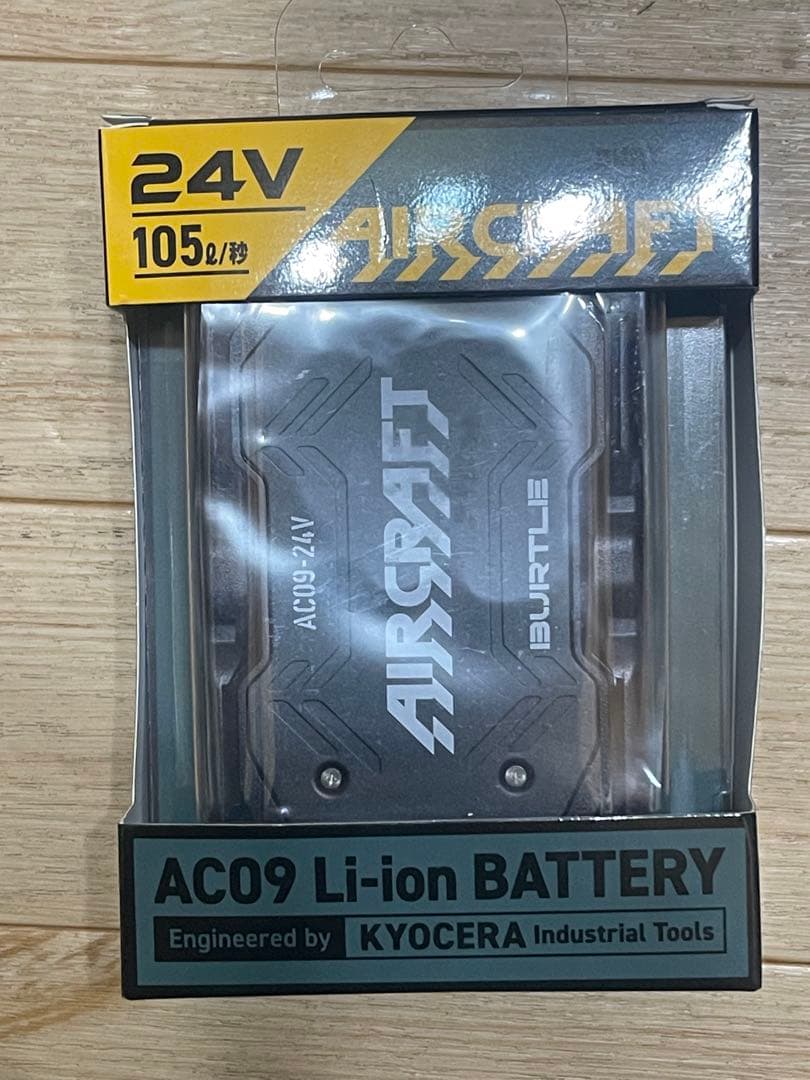 24V
105ℓ/秒
AIRCRAFT
AC09-24V
AIRCRAFT
BURTLE
AC09 Li-ion BATTERY
Engineered by KYOCERA Industrial Tools